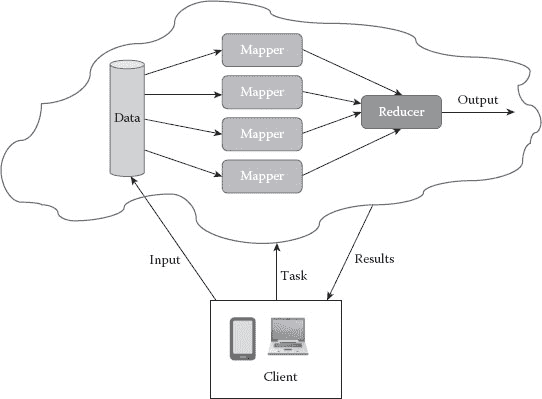 Mapper
Mapper
Mapper
Mapper
Data
Reducer
Output
Input
Task
Results
Client